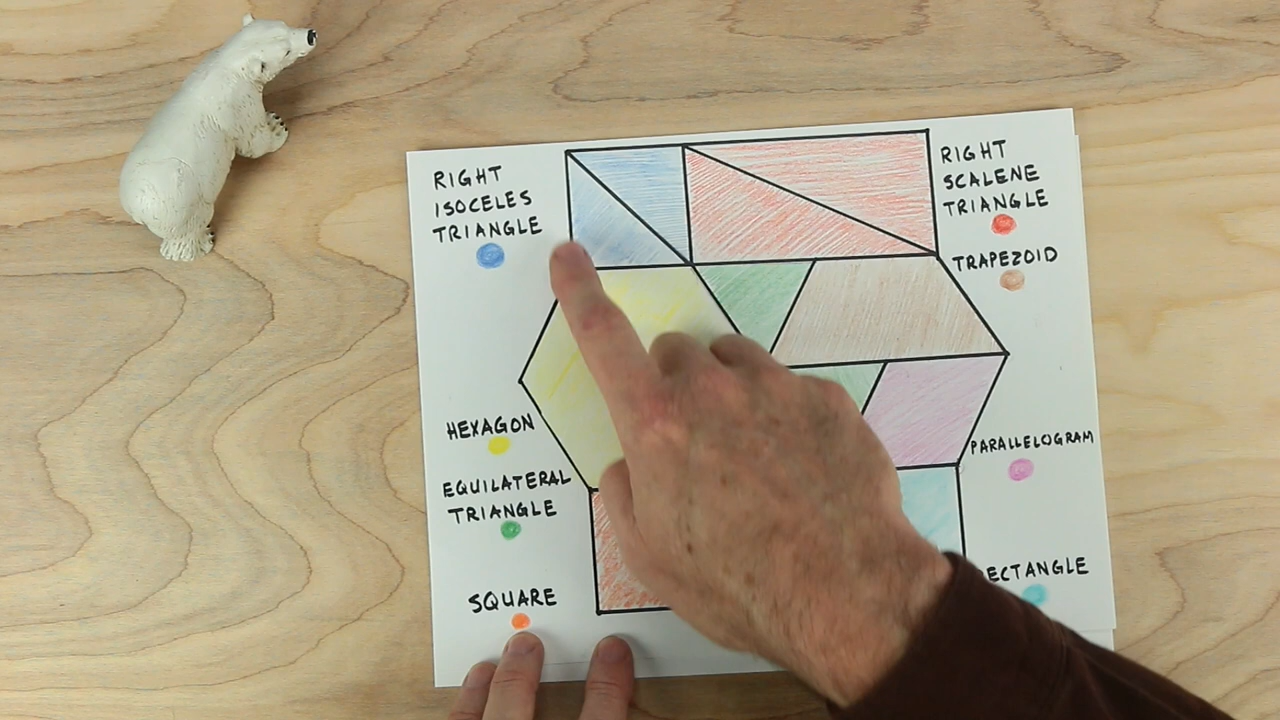 RIGHT
ISOCELES
TRIANGLE
RIGHT
SCALENE
TRIANGLE
TRAPEZOID
HEXAGON
EQUILATERAL
TRIANGLE
PARALLELOGRAM
SQUARE
ECTANGLE